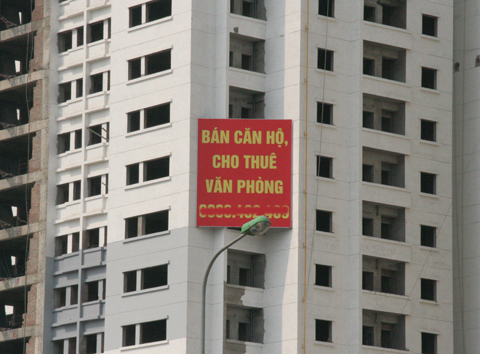 BÁN CĂN HỘ,
CHO THUÊ
VĂN PHÒNG